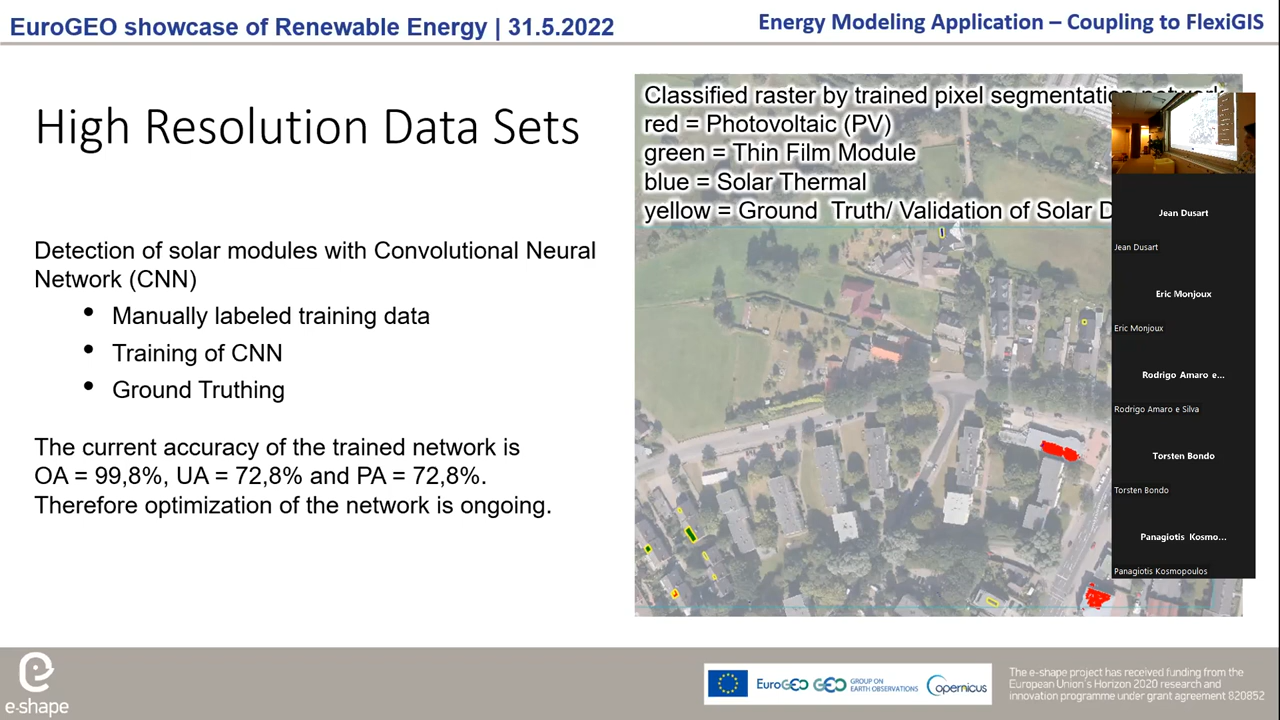 EuroGEO showcase of Renewable Energy | 31.5.2022
Energy Modeling Application – Coupling to FlexiGIS
High Resolution Data Sets
Detection of solar modules with Convolutional Neural
Network (CNN)
• Manually labeled training data
• Training of CNN
• Ground Truthing
The current accuracy of the trained network is
OA = 99,8%, UA = 72,8% and PA = 72,8%.
Therefore optimization of the network is ongoing.
Classified raster by trained pixel segmentation network
red = Photovoltaic (PV)
green = Thin Film Module
blue = Solar Thermal
yellow = Ground Truth/ Validation of Solar
Jean Dusart
Jean Dusart
Eric Monjoux
Eric Monjoux
Rodrigo Amaro e...
Rodrigo Amaro e Silva
Torsten Bondo
Torsten Bondo
Panagiotis Kosmo...
Panagiotis Kosmopoulos
e-shape
EuroGEO
GEO GROUP ON
EARTH OBSERVATIONS
Copernicus
The e-shape project has received funding from the
European Union's Horizon 2020 research and
innovation programme under grant agreement 820852